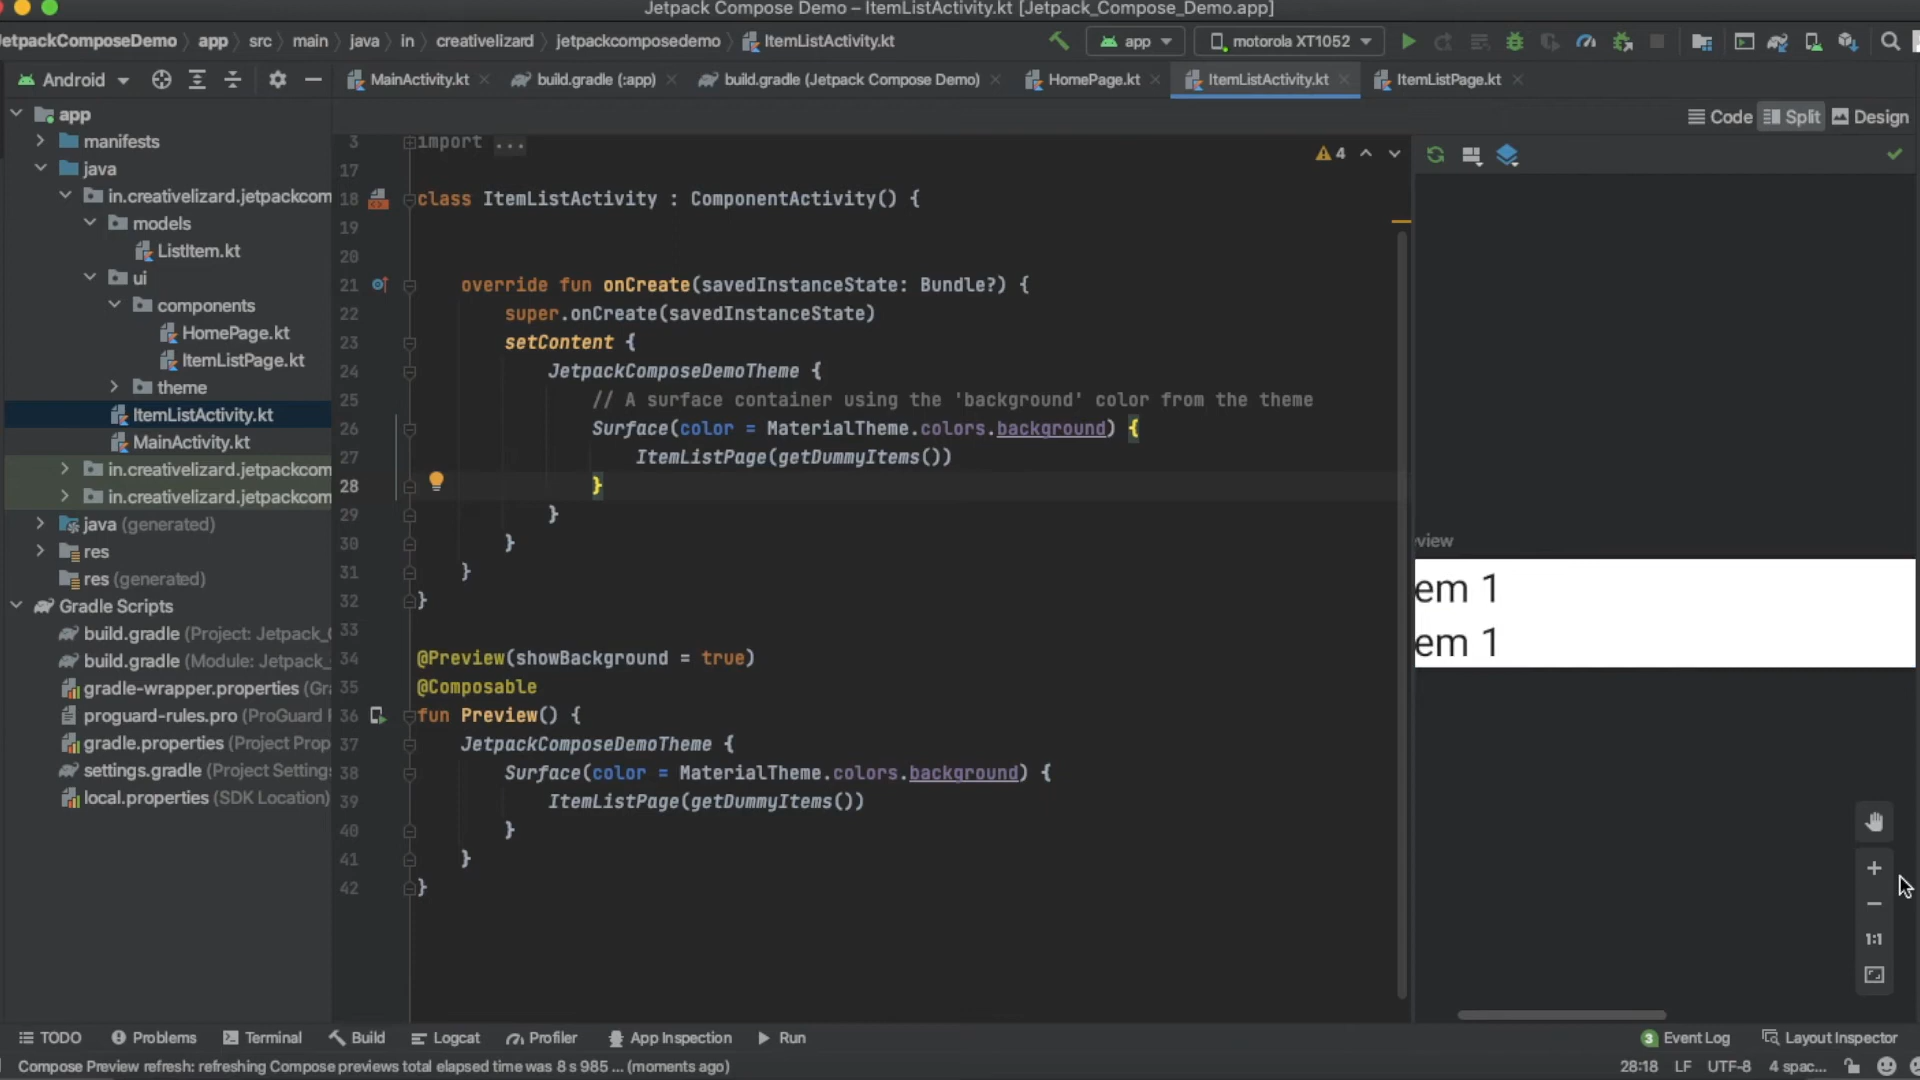 Jetpack Compose Demo – ItemListActivity.kt [Jetpack_Compose_Demo.app]
JetpackComposeDemo app src main java in creativelizard jetpackcomposedemo ItemListActivity.kt app motorola XT1052
Android MainActivity.kt build.gradle (:app) build.gradle (Jetpack Compose Demo) HomePage.kt ItemListActivity.kt ItemListPage.kt
Code Split Design
app
manifests
java
in.creativelizard.jetpackcom
models
ListItem.kt
ui
components
HomePage.kt
ItemListPage.kt
theme
ItemListActivity.kt
MainActivity.kt
in.creativelizard.jetpackcom
in.creativelizard.jetpackcom
java (generated)
res
res (generated)
Gradle Scripts
build.gradle (Project: Jetpack_
build.gradle (Module: Jetpack_
gradle-wrapper.properties (Gr
proguard-rules.pro (ProGuard
gradle.properties (Project Prop
settings.gradle (Project Setting
local.properties (SDK Location)
3 import ...
4
17
18 class ItemListActivity : ComponentActivity() {
19
20
21 override fun onCreate(savedInstanceState: Bundle?) {
22 super.onCreate(savedInstanceState)
23 setContent {
24 JetpackComposeDemoTheme {
25 // A surface container using the 'background' color from the theme
26 Surface(color = MaterialTheme.colors.background) {
27 ItemListPage(getDummyItems())
28 }
29 }
30 }
31 }
32 }
33
34 @Preview(showBackground = true)
35 @Composable
36 fun Preview() {
37 JetpackComposeDemoTheme {
38 Surface(color = MaterialTheme.colors.background) {
39 ItemListPage(getDummyItems())
40 }
41 }
42 }
view
em 1
em 1
1:1
TODO Problems Terminal Build Logcat Profiler App Inspection Run 3 Event Log Layout Inspector
Compose Preview refresh: refreshing Compose previews total elapsed time was 8 s 985 ... (moments ago) 28:18 LF UTF-8 4 spac...